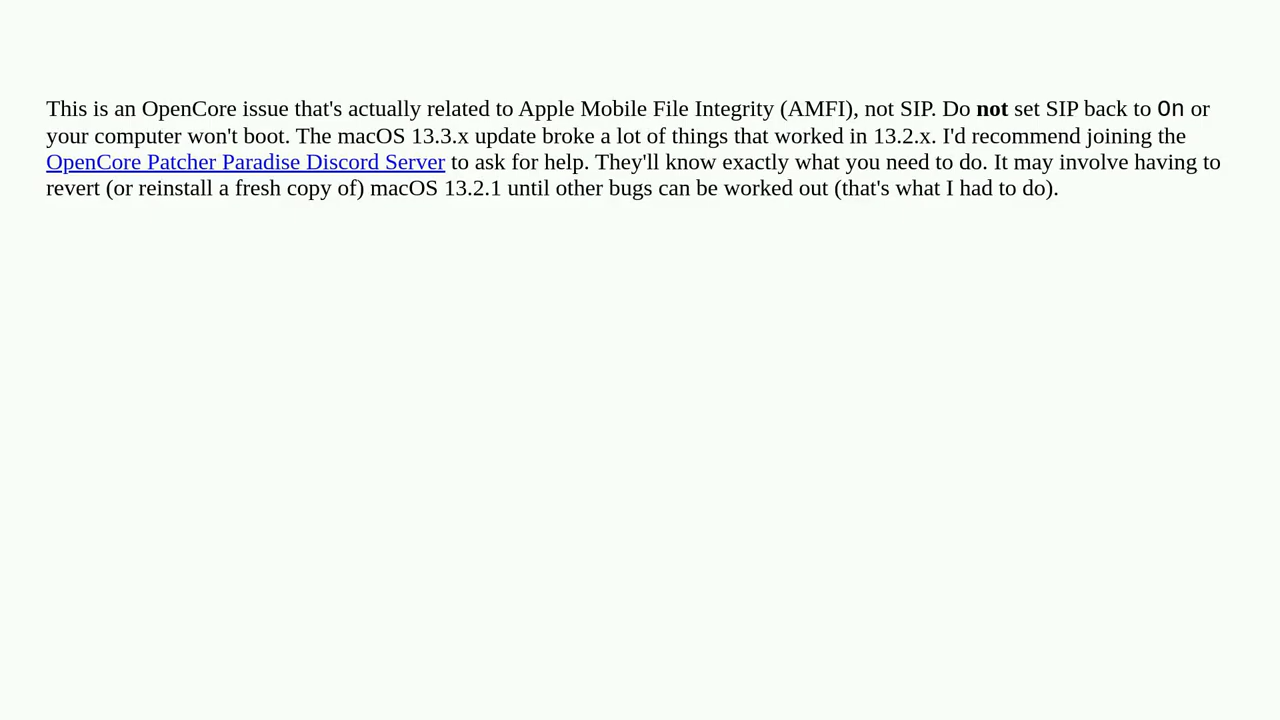 This is an OpenCore issue that's actually related to Apple Mobile File Integrity (AMFI), not SIP. Do not set SIP back to On or
your computer won't boot. The macOS 13.3.x update broke a lot of things that worked in 13.2.x. I'd recommend joining the
OpenCore Patcher Paradise Discord Server to ask for help. They'll know exactly what you need to do. It may involve having to
revert (or reinstall a fresh copy of) macOS 13.2.1 until other bugs can be worked out (that's what I had to do).